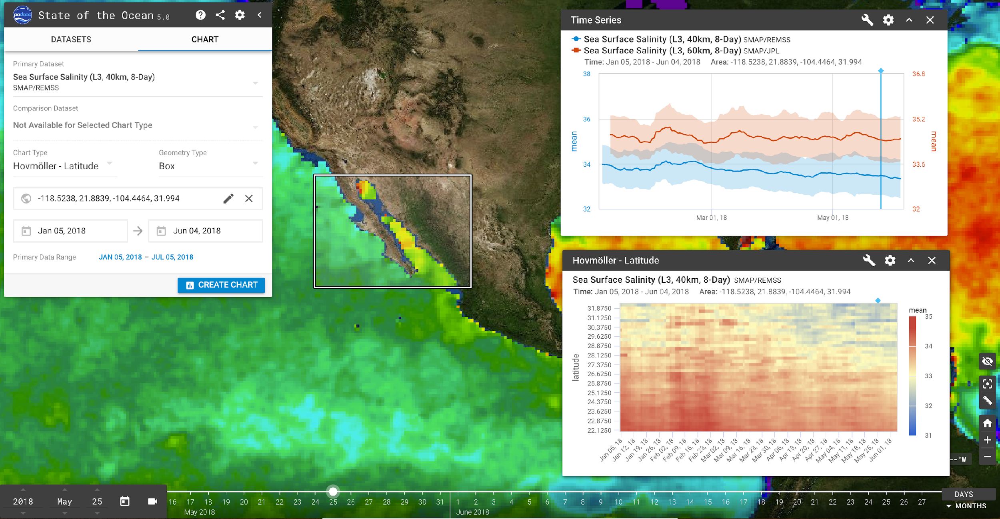 podaac State of the Ocean 5.0
DATASETS CHART
Primary Dataset
Sea Surface Salinity (L3, 40km, 8-Day)
SMAP/REMSS
Comparison Dataset
Not Available for Selected Chart Type
Chart Type Geometry Type
Hovmöller - Latitude Box
-118.5238, 21.8839, -104.4464, 31.994
Jan 05, 2018 Jun 04, 2018
Primary Data Range JAN 05, 2018 – JUL 05, 2018
CREATE CHART
Time Series
Sea Surface Salinity (L3, 40km, 8-Day) SMAP/REMSS
Sea Surface Salinity (L3, 60km, 8-Day) SMAP/JPL
Time: Jan 05, 2018 - Jun 04, 2018 Area: -118.5238, 21.8839, -104.4464, 31.994
38 36.8
36 35.2
mean mean
34 33.6
32 32
Mar 01, 18 May 01, 18
Hovmöller - Latitude
Sea Surface Salinity (L3, 40km, 8-Day) SMAP/REMSS
Time: Jan 05, 2018 - Jun 04, 2018 Area: -118.5238, 21.8839, -104.4464, 31.994
latitude
31.8750
31.1250
30.3750
29.6250
28.8750
28.1250
27.3750
26.6250
25.8750
25.1250
24.3750
23.6250
22.8750
22.1250
mean
35
34
33
32
31
Jan 05, 18 Jan 12, 18 Jan 19, 18 Jan 26, 18 Feb 02, 18 Feb 09, 18 Feb 16, 18 Feb 23, 18 Mar 02, 18 Mar 09, 18 Mar 16, 18 Mar 23, 18 Mar 30, 18 Apr 06, 18 Apr 13, 18 Apr 20, 18 Apr 27, 18 May 04, 18 May 11, 18 May 18, 18 May 25, 18 Jun 01, 18
--°W
2018 May 25
16 17 18 19 20 21 22 23 24 25 26 27 28 29 30 31 1 2 3 4 5 6 7 8 9 10 11 12 13 14 15 16 17 18 19 20 21 22 23 24 25 26 27
May 2018 June 2018
DAYS
MONTHS